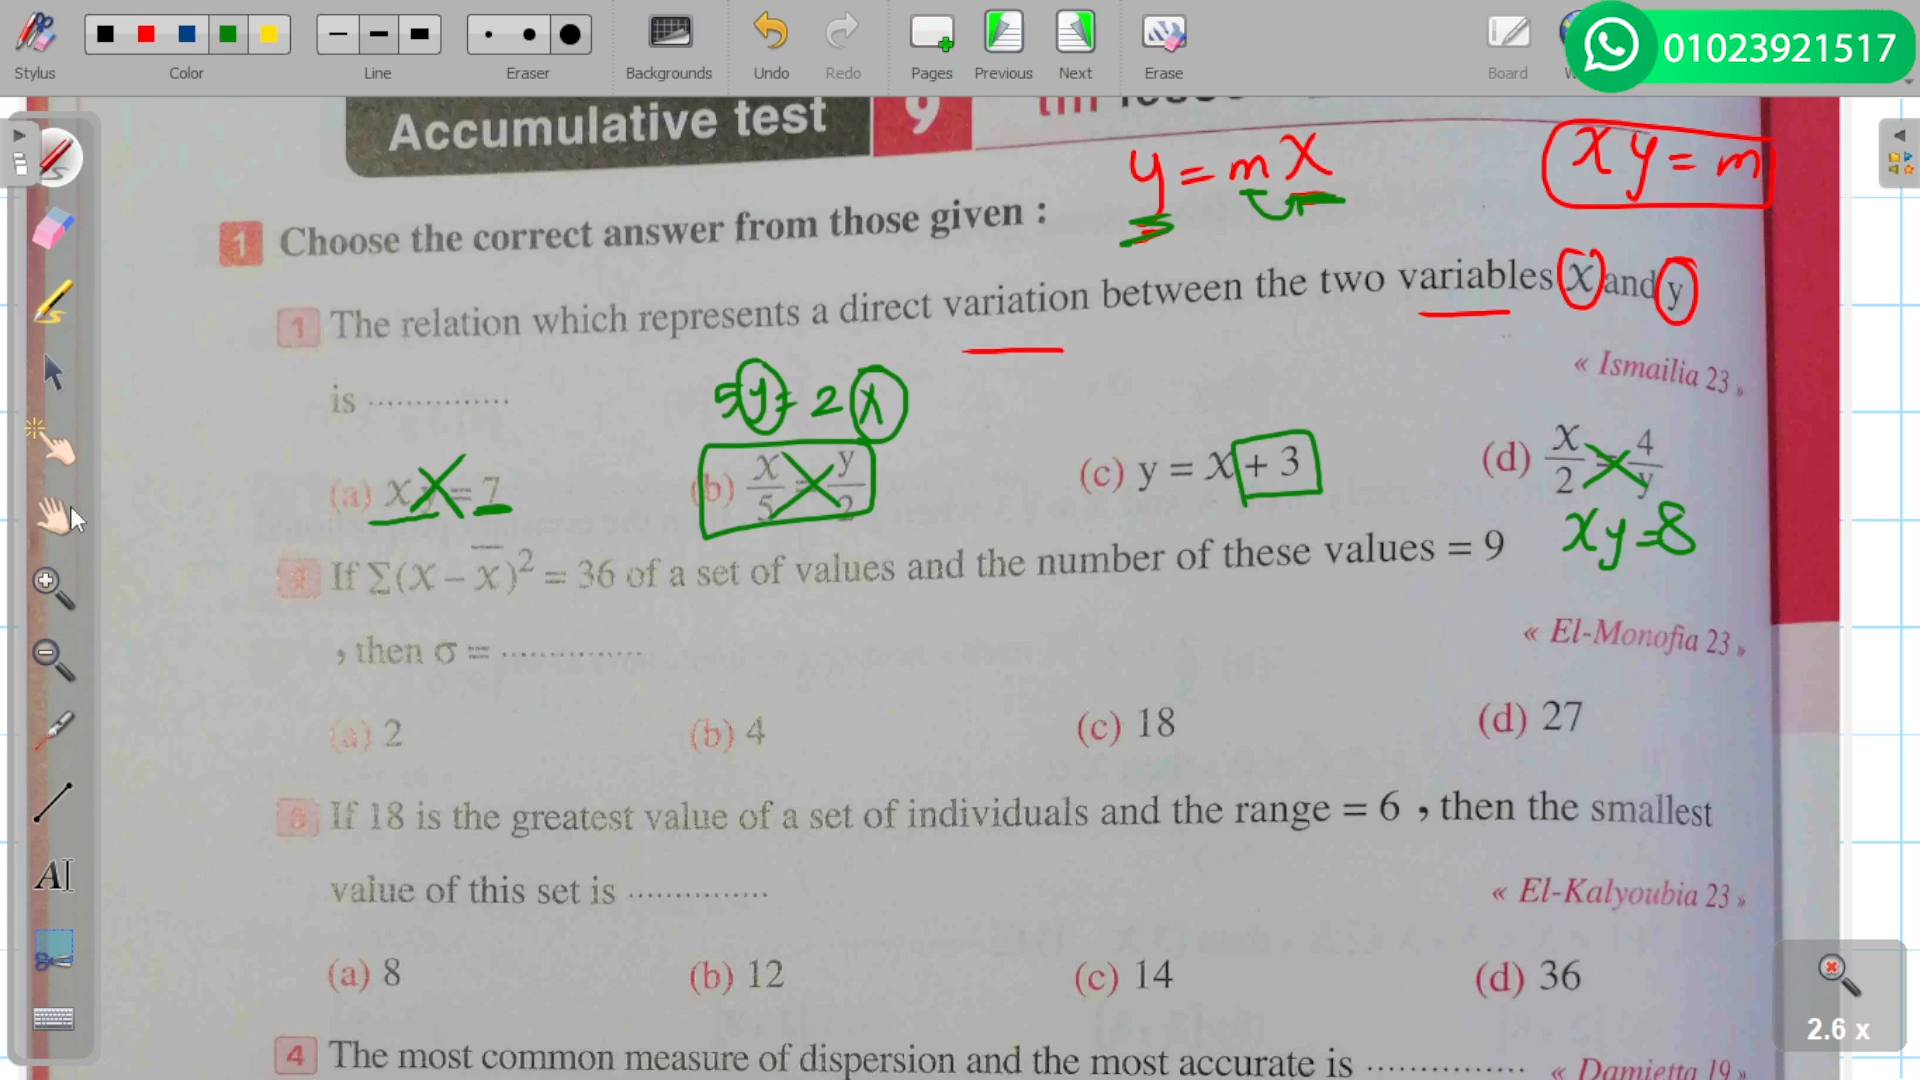 Stylus Color Line Eraser Backgrounds Undo Redo Pages Previous Next Erase Board
01023921517
Accumulative test 9
y = m x
x y = m
1 Choose the correct answer from those given :
1 The relation which represents a direct variation between the two variables x and y
is ...............
« Ismailia 23 »
5y = 2x
(a) x = 7 (b) x/5 = y/2 (c) y = x + 3 (d) x/2 = 4/y
xy = 8
If Σ(x − x̄)² = 36 of a set of values and the number of these values = 9
, then σ = ...............
« El-Monofia 23 »
(a) 2 (b) 4 (c) 18 (d) 27
If 18 is the greatest value of a set of individuals and the range = 6 , then the smallest
value of this set is ...............
« El-Kalyoubia 23 »
(a) 8 (b) 12 (c) 14 (d) 36
2.6 x
4 The most common measure of dispersion and the most accurate is ................
« Damietta 19 »